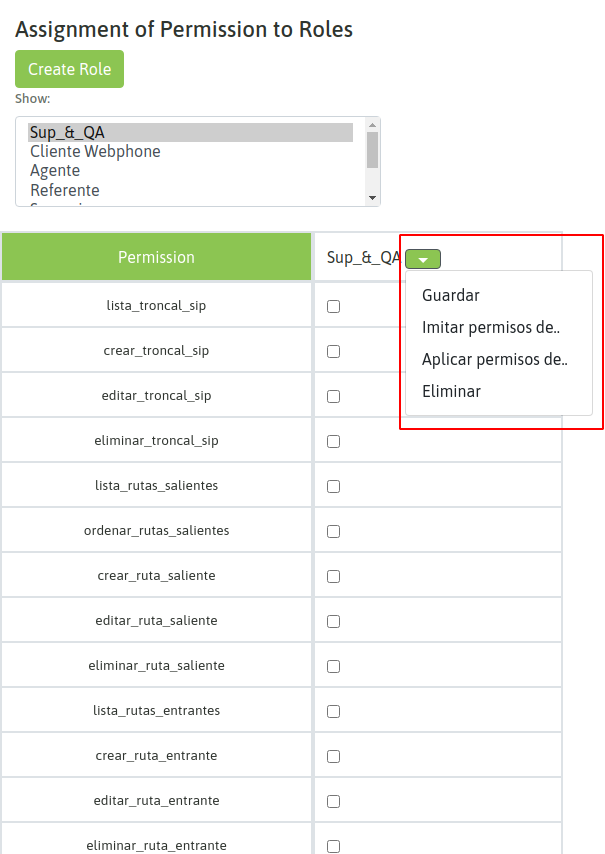 Assignment of Permission to Roles
Create Role
Show:
Sup_&_QA
Cliente Webphone
Agente
Referente
Permission
Sup_&_QA
Guardar
Imitar permisos de..
Aplicar permisos de..
Eliminar
lista_troncal_sip
crear_troncal_sip
editar_troncal_sip
eliminar_troncal_sip
lista_rutas_salientes
ordenar_rutas_salientes
crear_ruta_saliente
editar_ruta_saliente
eliminar_ruta_saliente
lista_rutas_entrantes
crear_ruta_entrante
editar_ruta_entrante
eliminar_ruta_entrante